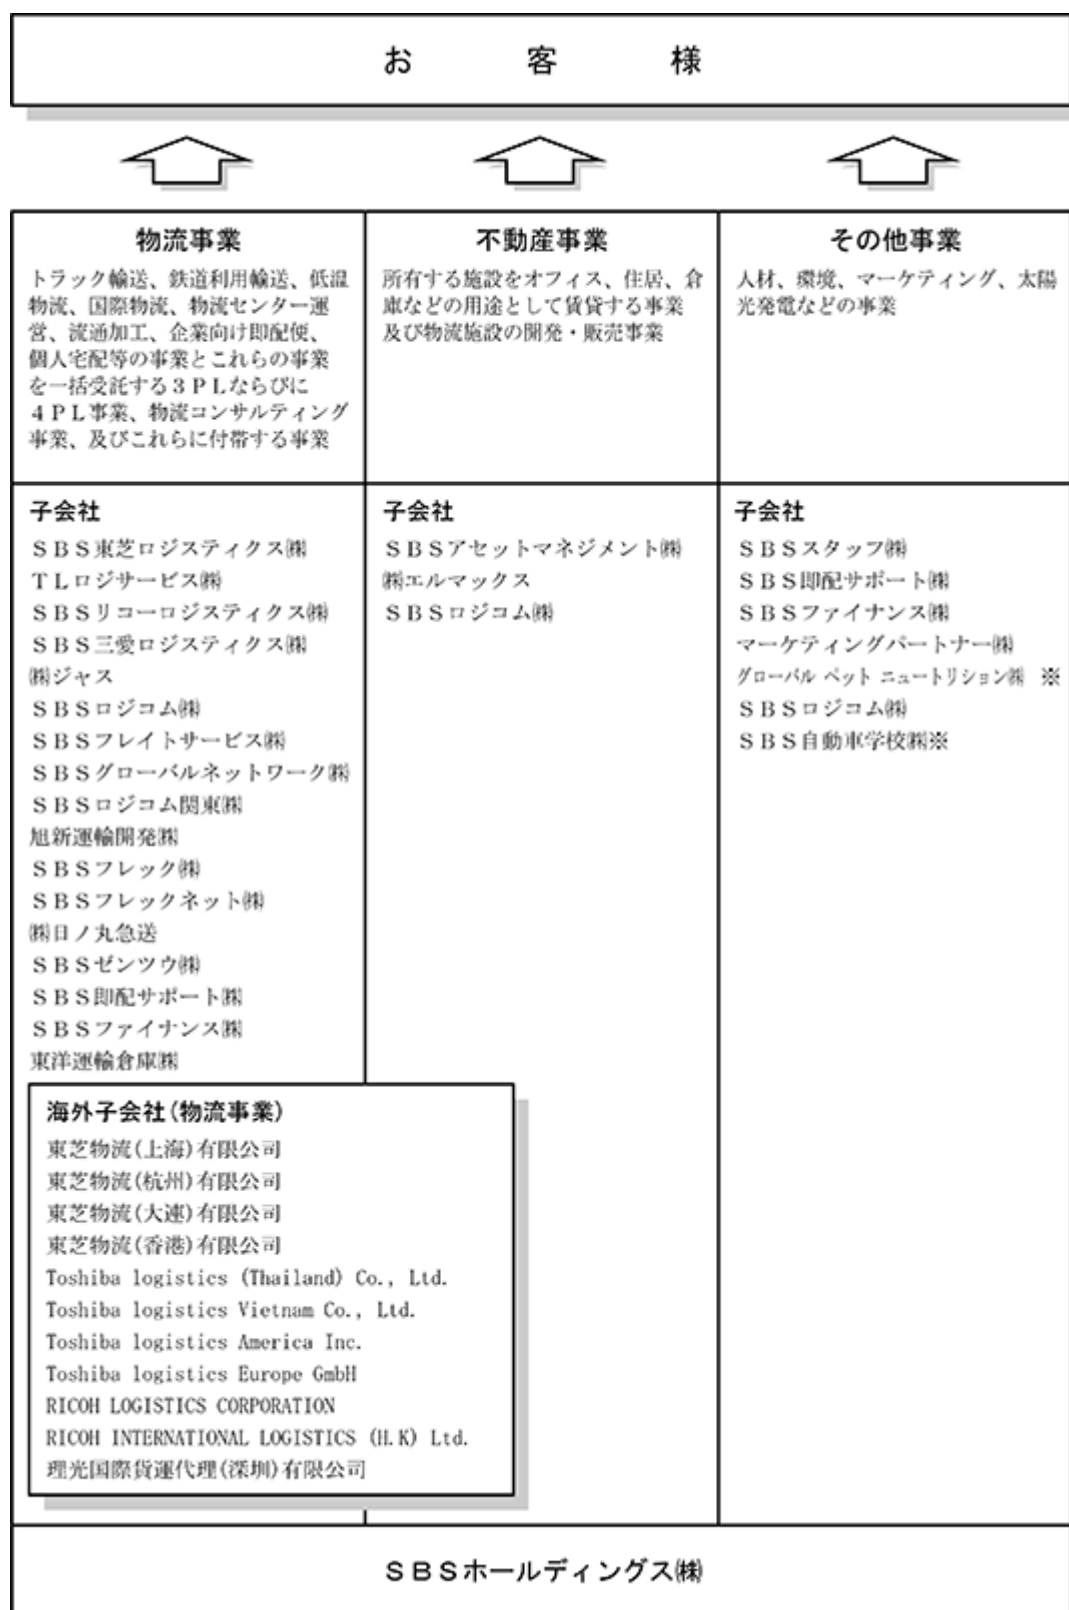 お客様
物流事業
トラック輸送、鉄道利用輸送、低温
物流、国際物流、物流センター運
営、流通加工、企業向け即配便、
個人宅配等の事業とこれらの事業
を一括受託する３ＰＬならびに
４ＰＬ事業、物流コンサルティング
事業、及びこれらに付帯する事業
不動産事業
所有する施設をオフィス、住居、倉
庫などの用途として賃貸する事業
及び物流施設の開発・販売事業
その他事業
人材、環境、マーケティング、太陽
光発電などの事業
子会社
ＳＢＳ東芝ロジスティクス㈱
ＴＬロジサービス㈱
ＳＢＳリコーロジスティクス㈱
ＳＢＳ三愛ロジスティクス㈱
㈱ジャス
ＳＢＳロジコム㈱
ＳＢＳフレイトサービス㈱
ＳＢＳグローバルネットワーク㈱
ＳＢＳロジコム関東㈱
旭新運輸開発㈱
ＳＢＳフレック㈱
ＳＢＳフレックネット㈱
㈱日ノ丸急送
ＳＢＳゼンツウ㈱
ＳＢＳ即配サポート㈱
ＳＢＳファイナンス㈱
東洋運輸倉庫㈱
海外子会社(物流事業)
東芝物流(上海)有限公司
東芝物流(杭州)有限公司
東芝物流(大連)有限公司
東芝物流(香港)有限公司
Toshiba logistics (Thailand) Co., Ltd.
Toshiba logistics Vietnam Co., Ltd.
Toshiba logistics America Inc.
Toshiba logistics Europe GmbH
RICOH LOGISTICS CORPORATION
RICOH INTERNATIONAL LOGISTICS (H.K) Ltd.
理光国際貨運代理(深圳)有限公司
子会社
ＳＢＳアセットマネジメント㈱
㈱エルマックス
ＳＢＳロジコム㈱
子会社
ＳＢＳスタッフ㈱
ＳＢＳ即配サポート㈱
ＳＢＳファイナンス㈱
マーケティングパートナー㈱
グローバル ペット ニュートリション㈱ ※
ＳＢＳロジコム㈱
ＳＢＳ自動車学校㈱※
ＳＢＳホールディングス㈱